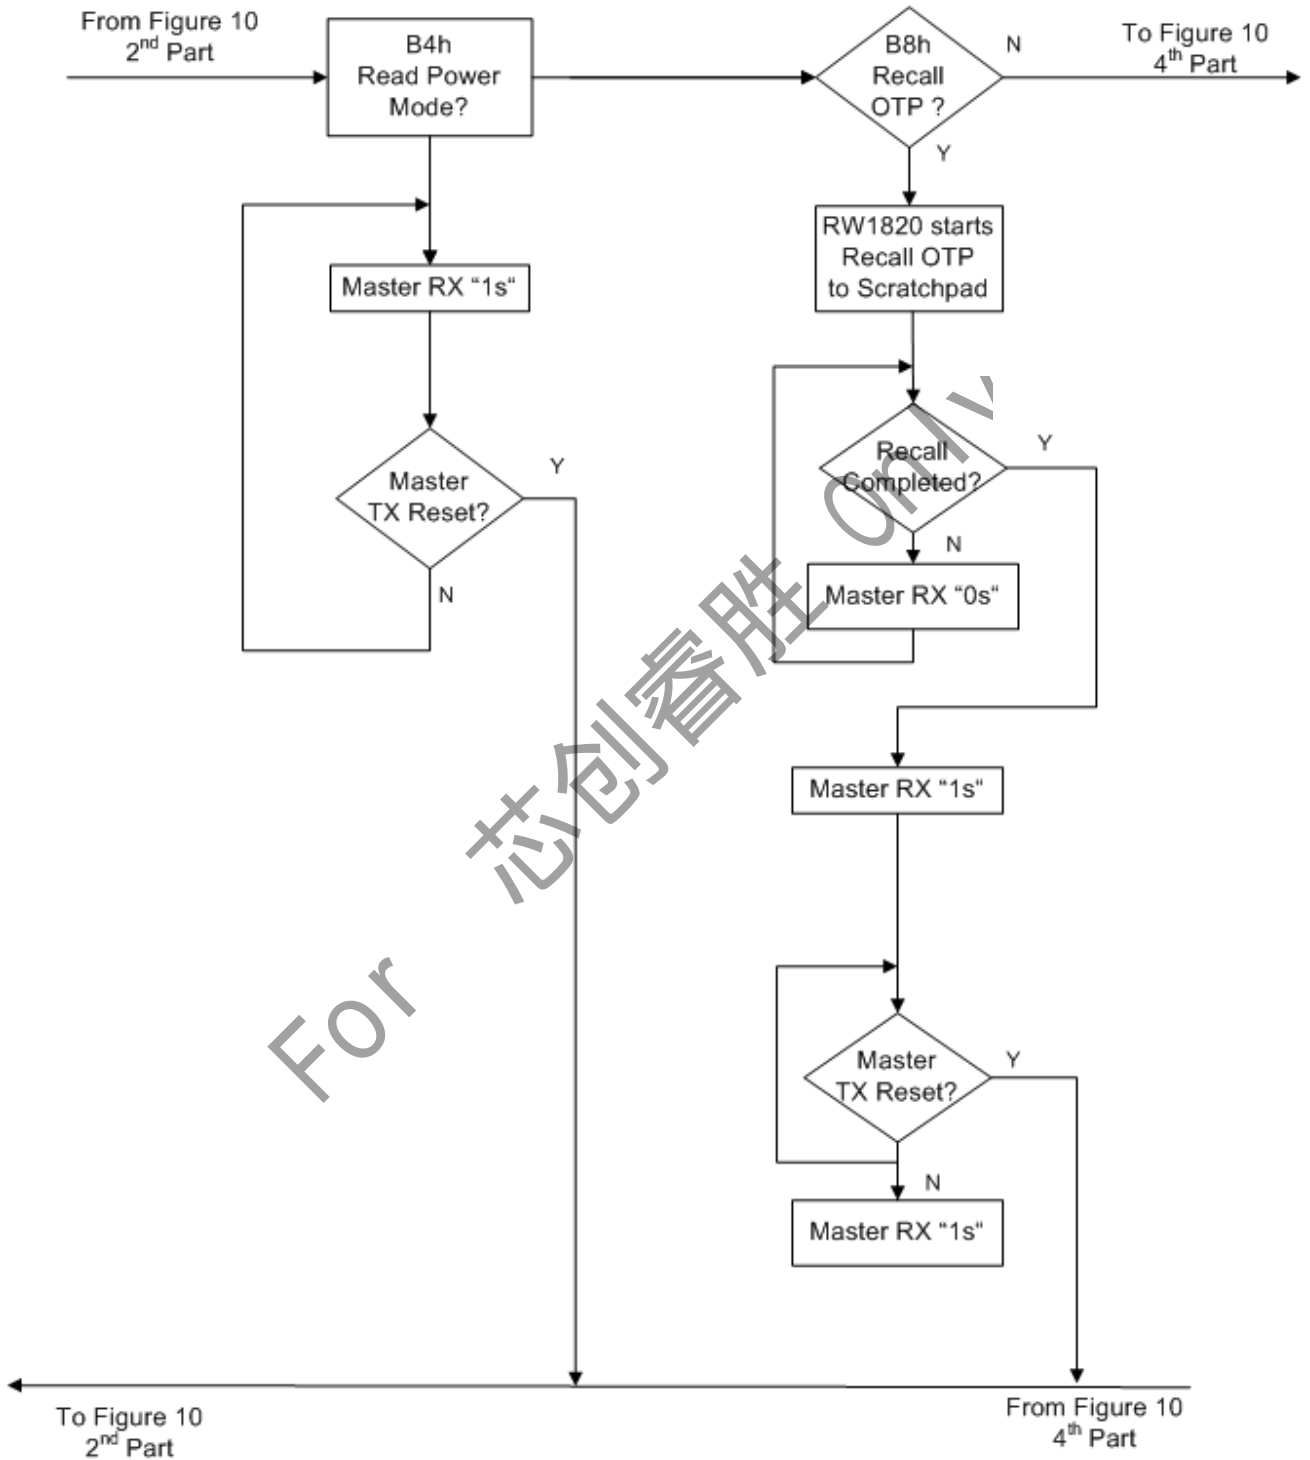 From Figure 10
2nd Part
B4h
Read Power
Mode?
B8h
Recall
OTP ?
N
To Figure 10
4th Part
Y
RW1820 starts
Recall OTP
to Scratchpad
Master RX “1s“
Master
TX Reset?
Y
N
Recall
Completed?
Y
N
Master RX “0s“
Master RX “1s“
Master
TX Reset?
Y
N
Master RX “1s“
To Figure 10
2nd Part
From Figure 10
4th Part
For 芯创睿胜 Only